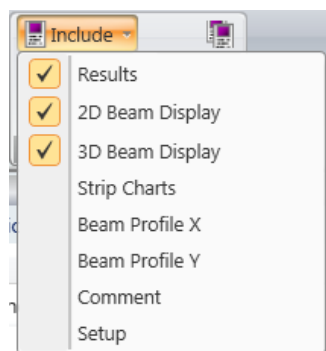 Include
Results
2D Beam Display
3D Beam Display
Strip Charts
Beam Profile X
Beam Profile Y
Comment
Setup